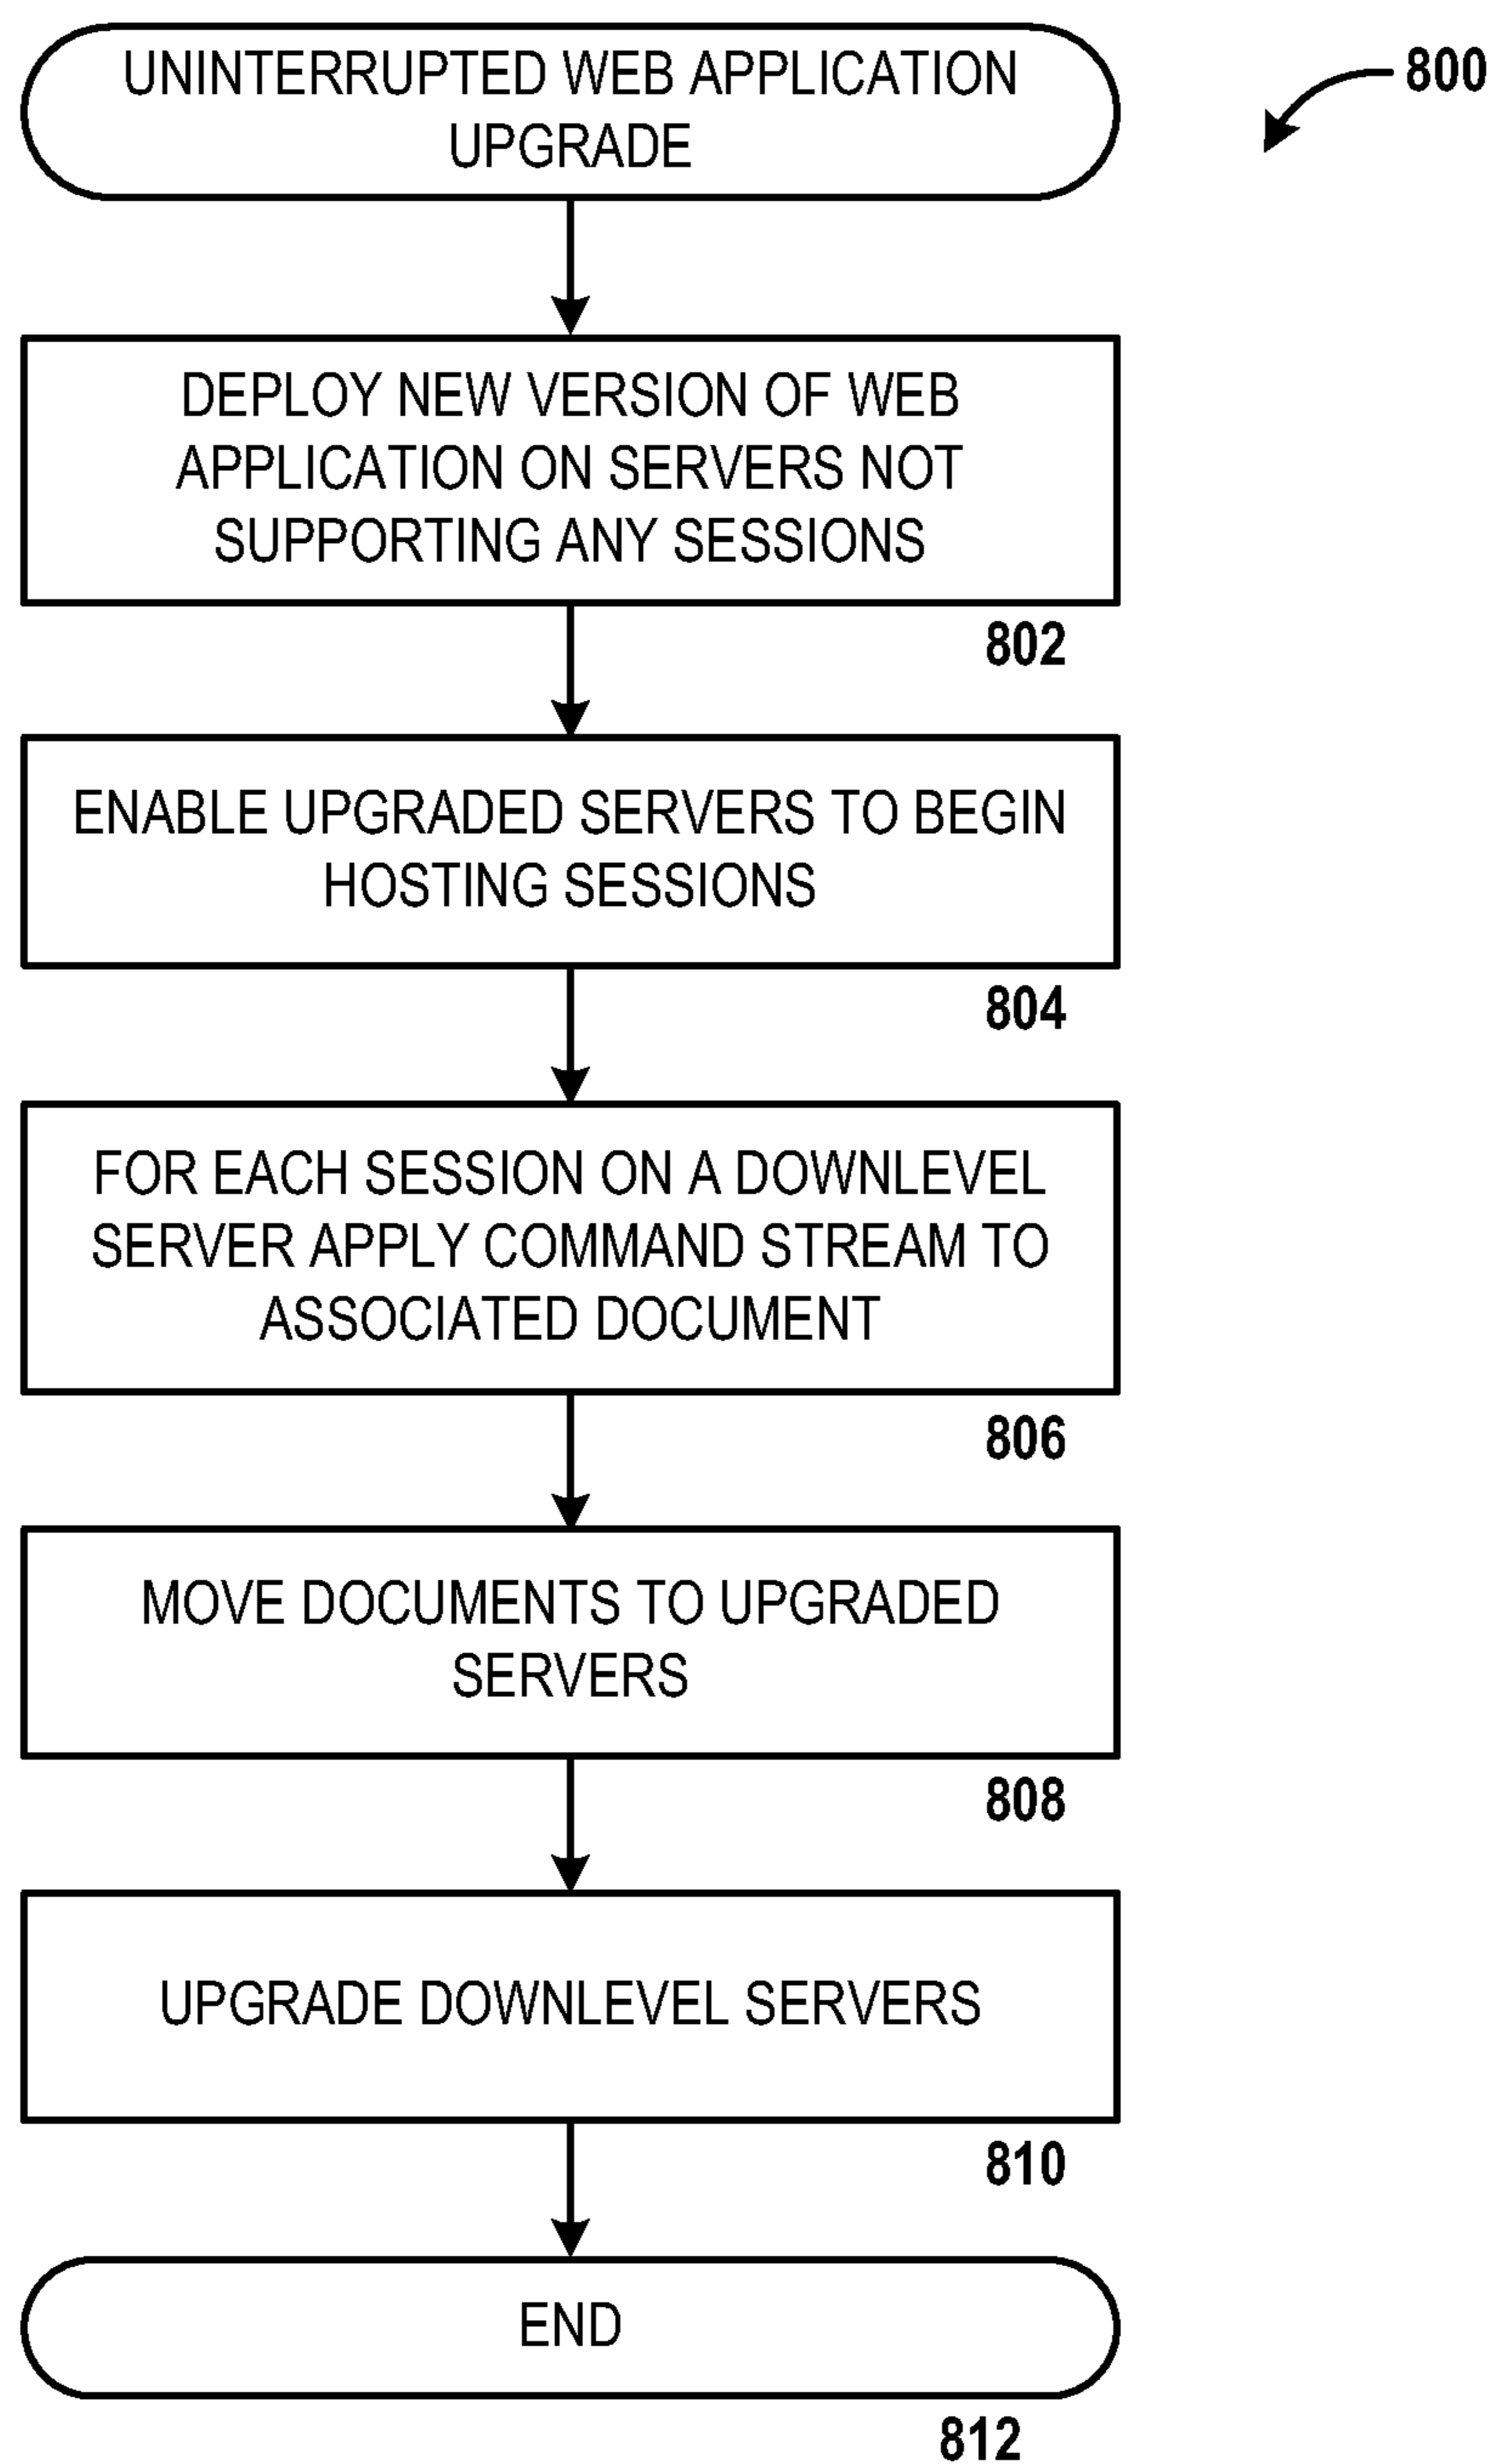 UNINTERRUPTED WEB APPLICATION
UPGRADE
800
DEPLOY NEW VERSION OF WEB
APPLICATION ON SERVERS NOT
SUPPORTING ANY SESSIONS
802
ENABLE UPGRADED SERVERS TO BEGIN
HOSTING SESSIONS
804
FOR EACH SESSION ON A DOWNLEVEL
SERVER APPLY COMMAND STREAM TO
ASSOCIATED DOCUMENT
806
MOVE DOCUMENTS TO UPGRADED
SERVERS
808
UPGRADE DOWNLEVEL SERVERS
810
END
812